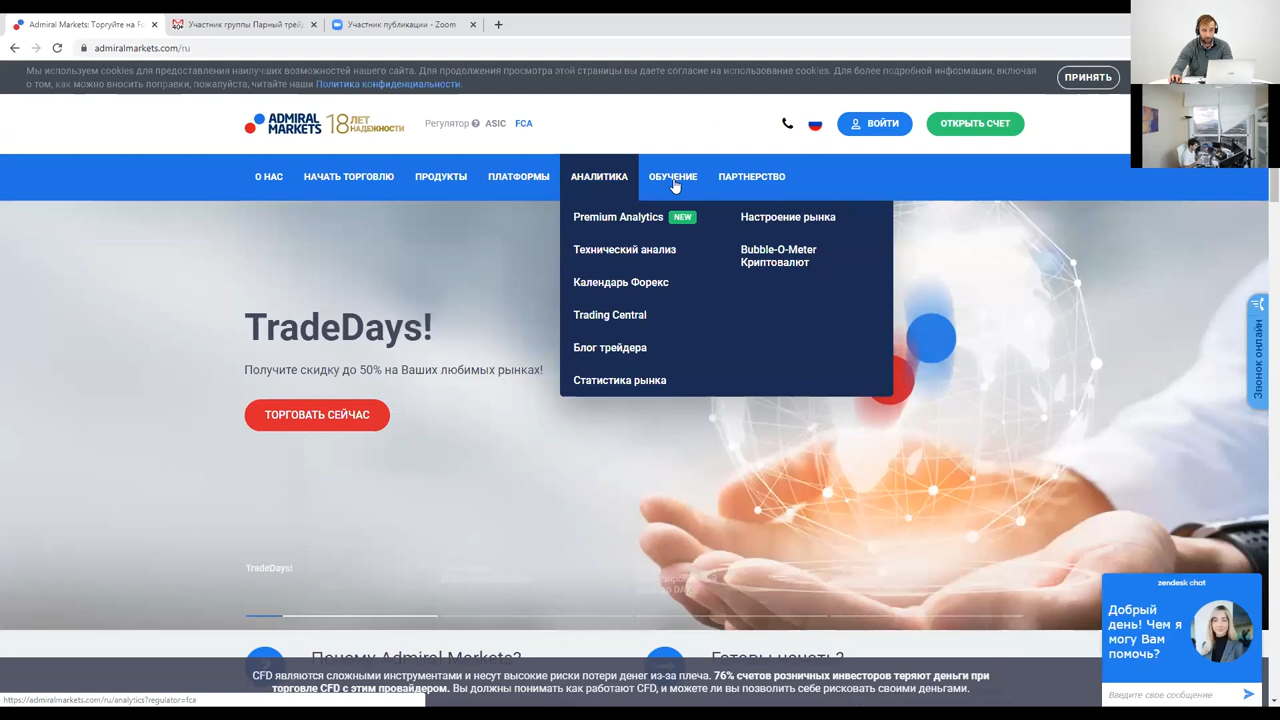 Admiral Markets: Торгуйте на Fo
Участник группы Парный трей
Участник публикации - Zoom
admiralmarkets.com/ru
Мы используем cookies для предоставления наилучших возможностей нашего сайта. Для продолжения просмотра этой страницы вы даете согласие на использование cookies. Для более подробной информации, включая
о том, как можно вносить поправки, пожалуйста, читайте наши Политика конфиденциальности.
ПРИНЯТЬ
ADMIRAL MARKETS
18 ЛЕТ НАДЕЖНОСТИ
Регулятор ASIC FCA
ВОЙТИ
ОТКРЫТЬ СЧЕТ
О НАС НАЧАТЬ ТОРГОВЛЮ ПРОДУКТЫ ПЛАТФОРМЫ АНАЛИТИКА ОБУЧЕНИЕ ПАРТНЕРСТВО
Premium Analytics NEW
Настроение рынка
Технический анализ
Bubble-O-Meter
Криптовалют
Календарь Форекс
Trading Central
Блог трейдера
Статистика рынка
TradeDays!
Получите скидку до 50% на Ваших любимых рынках!
ТОРГОВАТЬ СЕЙЧАС
Звонок онлайн
TradeDays!
Почему Admiral Markets?
Готовы начать?
CFD являются сложными инструментами и несут высокие риски потери денег из-за плеча. 76% счетов розничных инвесторов теряют деньги при
торговле CFD с этим провайдером. Вы должны понимать как работают CFD, и можете ли вы позволить себе рисковать своими деньгами.
zendesk chat
Добрый
день! Чем я
могу Вам
помочь?
Введите свое сообщение
https://admiralmarkets.com/ru/analytics?regulator=fca